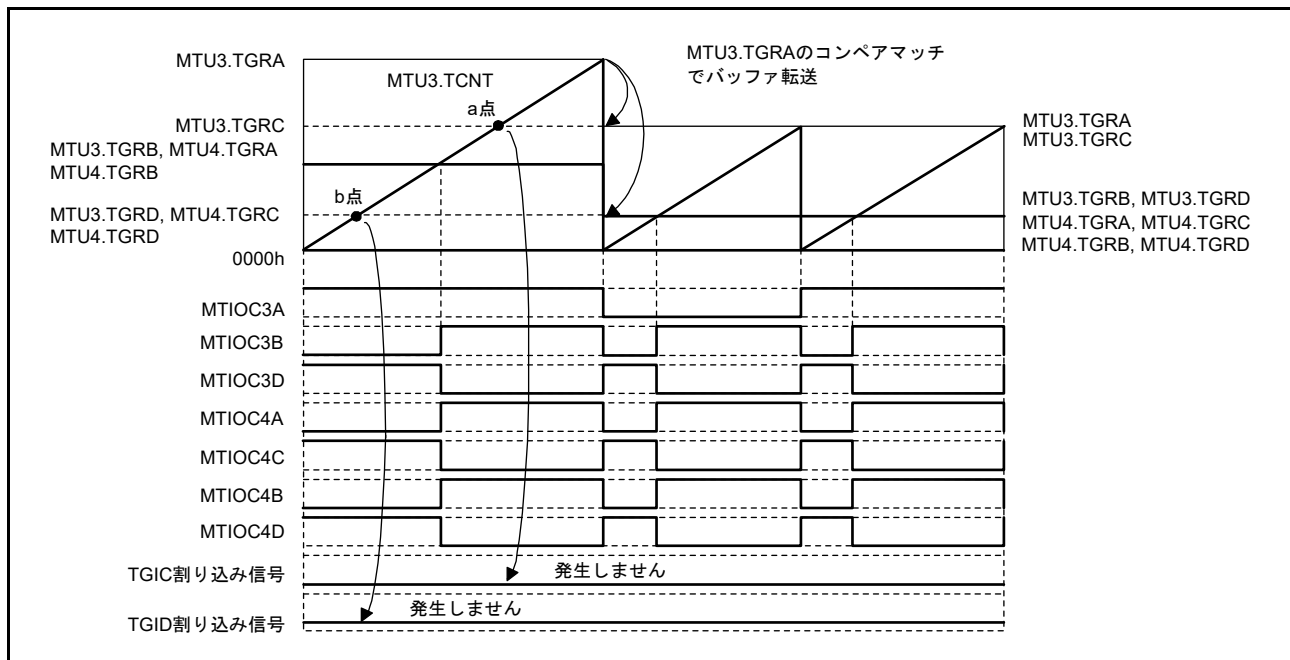 MTU3.TGRA
MTU3.TCNT
MTU3.TGRAのコンペアマッチ
でバッファ転送
a点
MTU3.TGRC
MTU3.TGRB, MTU4.TGRA
MTU4.TGRB
b点
MTU3.TGRD, MTU4.TGRC
MTU4.TGRD
0000h
MTU3.TGRA
MTU3.TGRC
MTU3.TGRB, MTU3.TGRD
MTU4.TGRA, MTU4.TGRC
MTU4.TGRB, MTU4.TGRD
MTIOC3A
MTIOC3B
MTIOC3D
MTIOC4A
MTIOC4C
MTIOC4B
MTIOC4D
TGIC割り込み信号
発生しません
TGID割り込み信号
発生しません